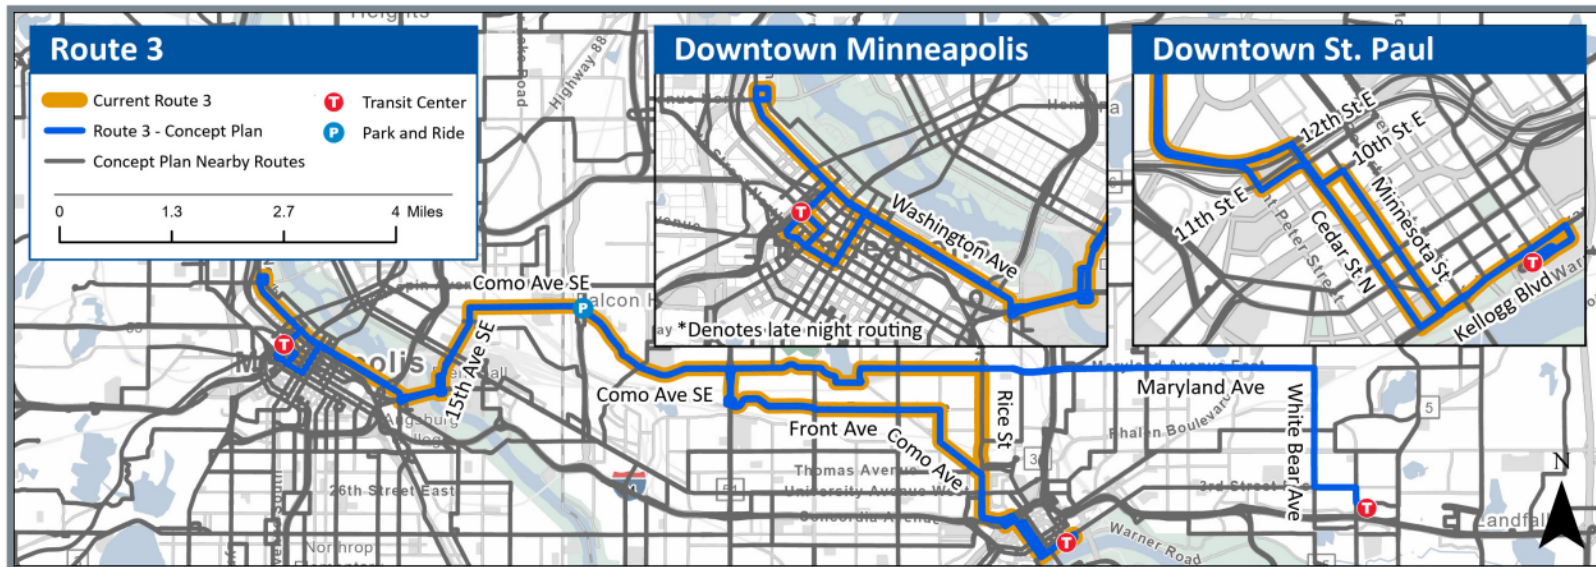 Route 3
Current Route 3
Route 3 - Concept Plan
Concept Plan Nearby Routes
T Transit Center
P Park and Ride
0 1.3 2.7 4 Miles
Downtown Minneapolis
Washington Ave
*Denotes late night routing
Downtown St. Paul
12th St E
10th St E
11th St E
Minnesota St
Cedar St N
Peter Street
Kellogg Blvd
T
Highway 88
Como Ave SE
P
15th Ave SE
T
Como Ave SE
Front Ave
Como Ave
Rice St
Maryland Ave
White Bear Ave
Phalen Boulevard
Thomas Avenue
University Avenue
Concordia Avenue
26th Street East
Augsburg
Northrop
Warner Road
Landfall
5
T
T
N